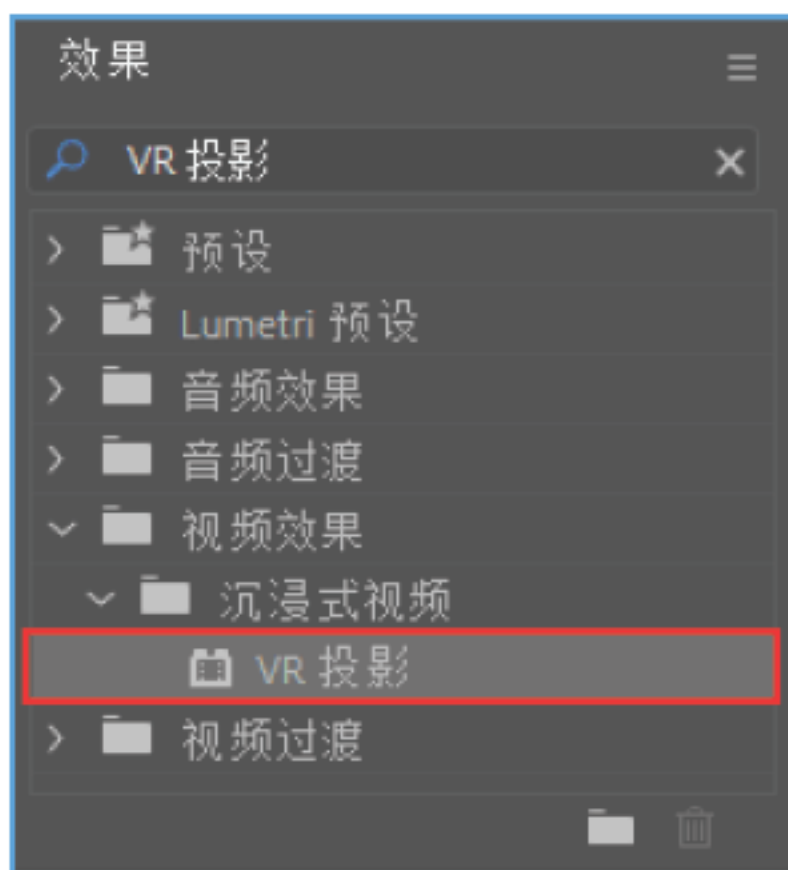 效果
VR 投影
预设
Lumetri 预设
音频效果
音频过渡
视频效果
沉浸式视频
VR 投影
视频过渡